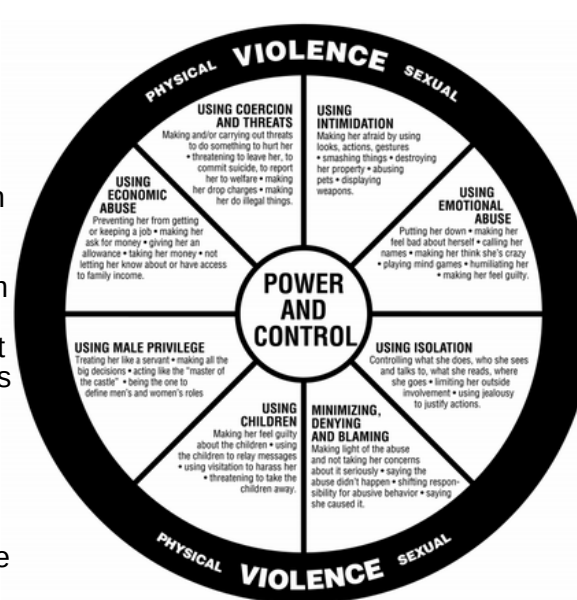 PHYSICAL VIOLENCE SEXUAL
USING COERCION
AND THREATS
Making and/or carrying out threats
to do something to hurt her
• threatening to leave her, to
commit suicide, to report
her to welfare • making
her drop charges • making
her do illegal things.
USING
INTIMIDATION
Making her afraid by using
looks, actions, gestures
• smashing things • destroying
her property • abusing
pets • displaying
weapons.
USING
ECONOMIC
ABUSE
Preventing her from getting
or keeping a job • making her
ask for money • giving her an
allowance • taking her money • not
letting her know about or have access
to family income.
USING
EMOTIONAL
ABUSE
Putting her down • making her
feel bad about herself • calling her
names • making her think she's crazy
• playing mind games • humiliating her
• making her feel guilty.
POWER
AND
CONTROL
USING MALE PRIVILEGE
Treating her like a servant • making all the
big decisions • acting like the "master of
the castle" • being the one to
define men's and women's roles
USING ISOLATION
Controlling what she does, who she sees
and talks to, what she reads, where
she goes • limiting her outside
involvement • using jealousy
to justify actions.
USING
CHILDREN
Making her feel guilty
about the children • using
the children to relay messages
• using visitation to harass her
• threatening to take the
children away.
MINIMIZING,
DENYING
AND BLAMING
Making light of the abuse
and not taking her concerns
about it seriously • saying the
abuse didn't happen • shifting respon-
sibility for abusive behavior • saying
she caused it.
PHYSICAL VIOLENCE SEXUAL